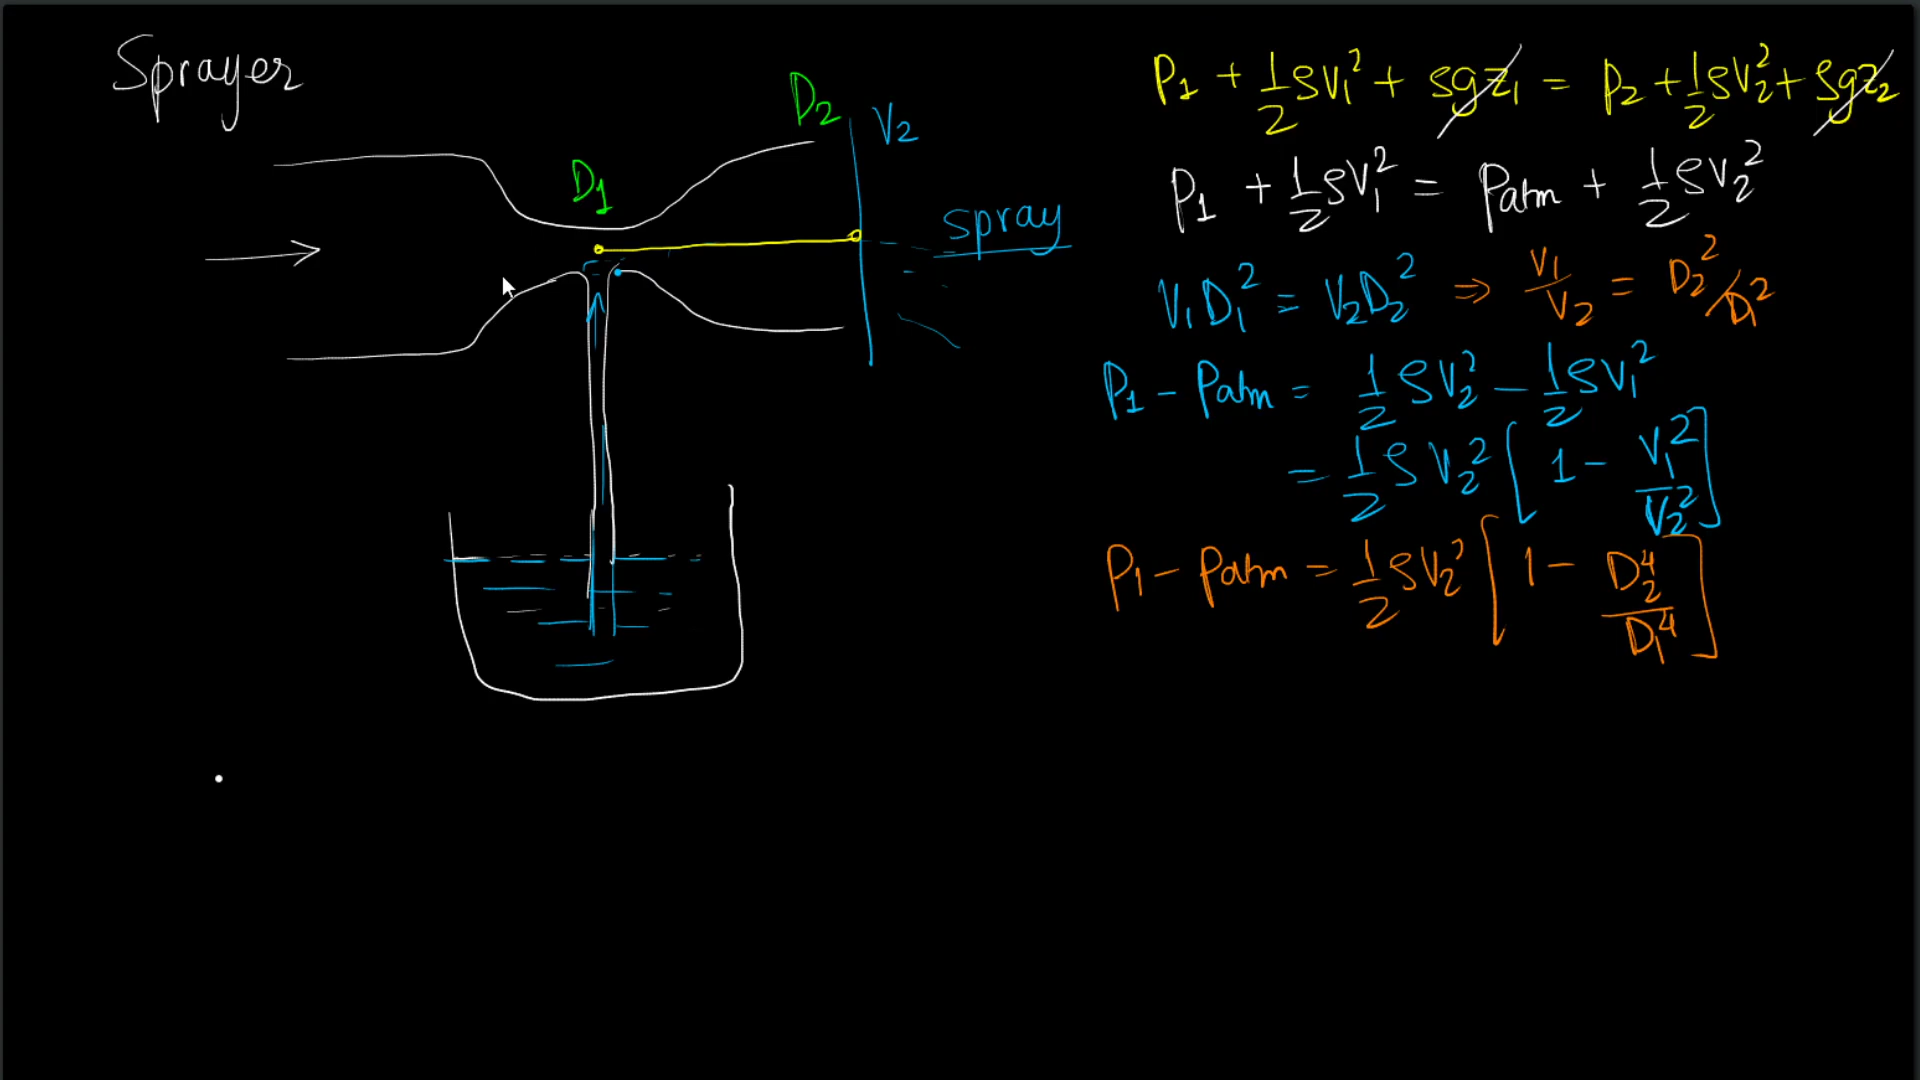 Sprayer
D₁
D₂
V₂
spray
P₁ + 1/2 ρV₁² + ρgz₁ = P₂ + 1/2 ρV₂² + ρgz₂
P₁ + 1/2 ρV₁² = Patm + 1/2 ρV₂²
V₁D₁² = V₂D₂² ⇒ V₁/V₂ = D₂²/D₁²
P₁ - Patm = 1/2 ρV₂² - 1/2 ρV₁²
= 1/2 ρV₂² [1 - V₁²/V₂²]
P₁ - Patm = 1/2 ρV₂² [1 - D₂⁴/D₁⁴]